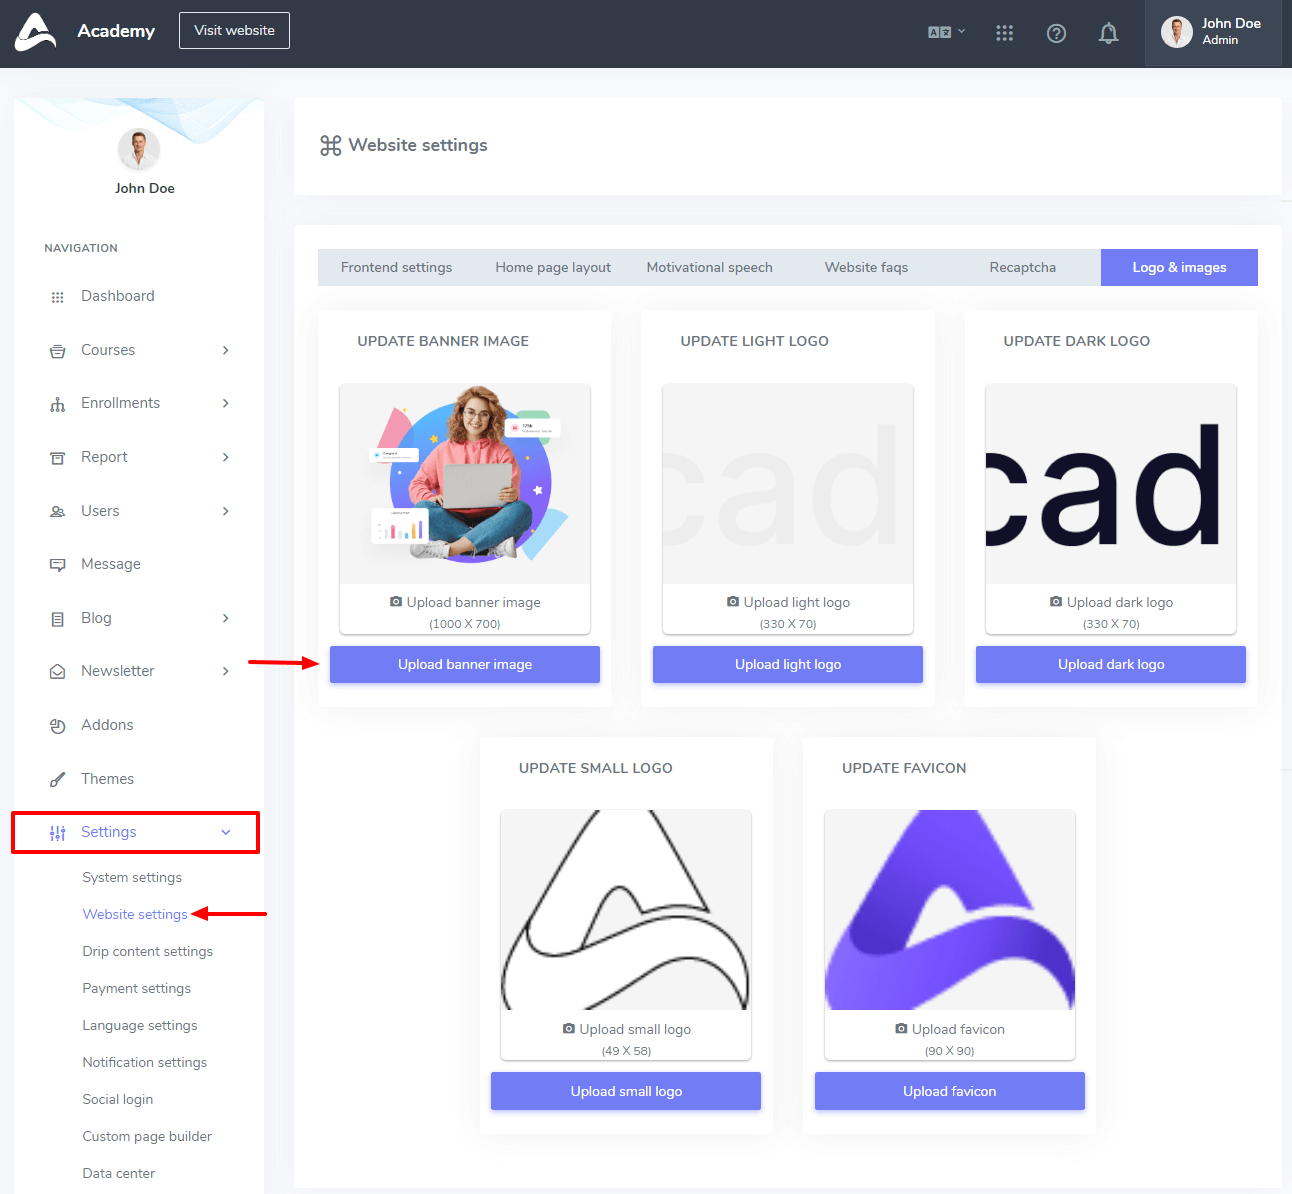 Academy
Visit website
John Doe
Admin
John Doe
NAVIGATION
Dashboard
Courses
Enrollments
Report
Users
Message
Blog
Newsletter
Addons
Themes
Settings
System settings
Website settings
Drip content settings
Payment settings
Language settings
Notification settings
Social login
Custom page builder
Data center
Website settings
Frontend settings
Home page layout
Motivational speech
Website faqs
Recaptcha
Logo & images
UPDATE BANNER IMAGE
Upload banner image
(1000 X 700)
Upload banner image
UPDATE LIGHT LOGO
cad
Upload light logo
(330 X 70)
Upload light logo
UPDATE DARK LOGO
cad
Upload dark logo
(330 X 70)
Upload dark logo
UPDATE SMALL LOGO
Upload small logo
(49 X 58)
Upload small logo
UPDATE FAVICON
Upload favicon
(90 X 90)
Upload favicon